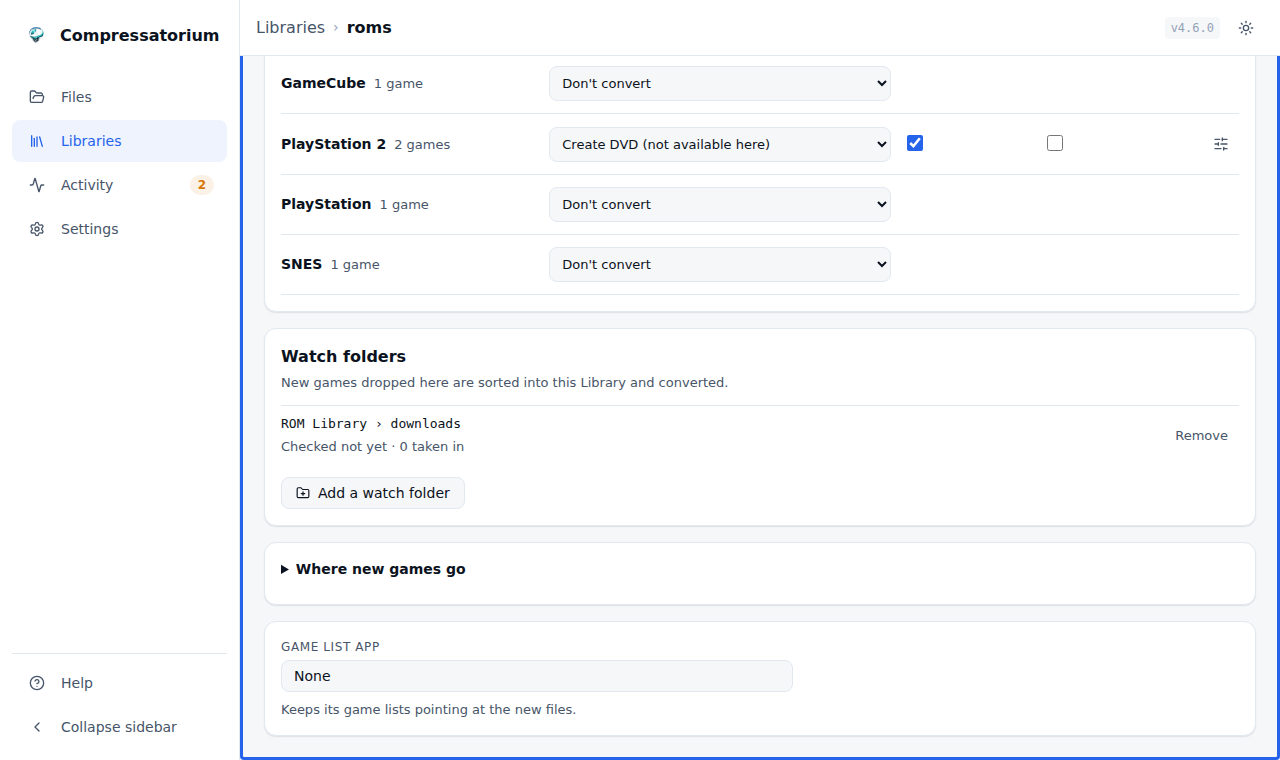 Compressatorium
Libraries › roms
v4.6.0
Files
Libraries
Activity 2
Settings
Help
Collapse sidebar
GameCube 1 game Don't convert
PlayStation 2 2 games Create DVD (not available here)
PlayStation 1 game Don't convert
SNES 1 game Don't convert
Watch folders
New games dropped here are sorted into this Library and converted.
ROM Library › downloads
Checked not yet · 0 taken in
Remove
Add a watch folder
Where new games go
GAME LIST APP
None
Keeps its game lists pointing at the new files.